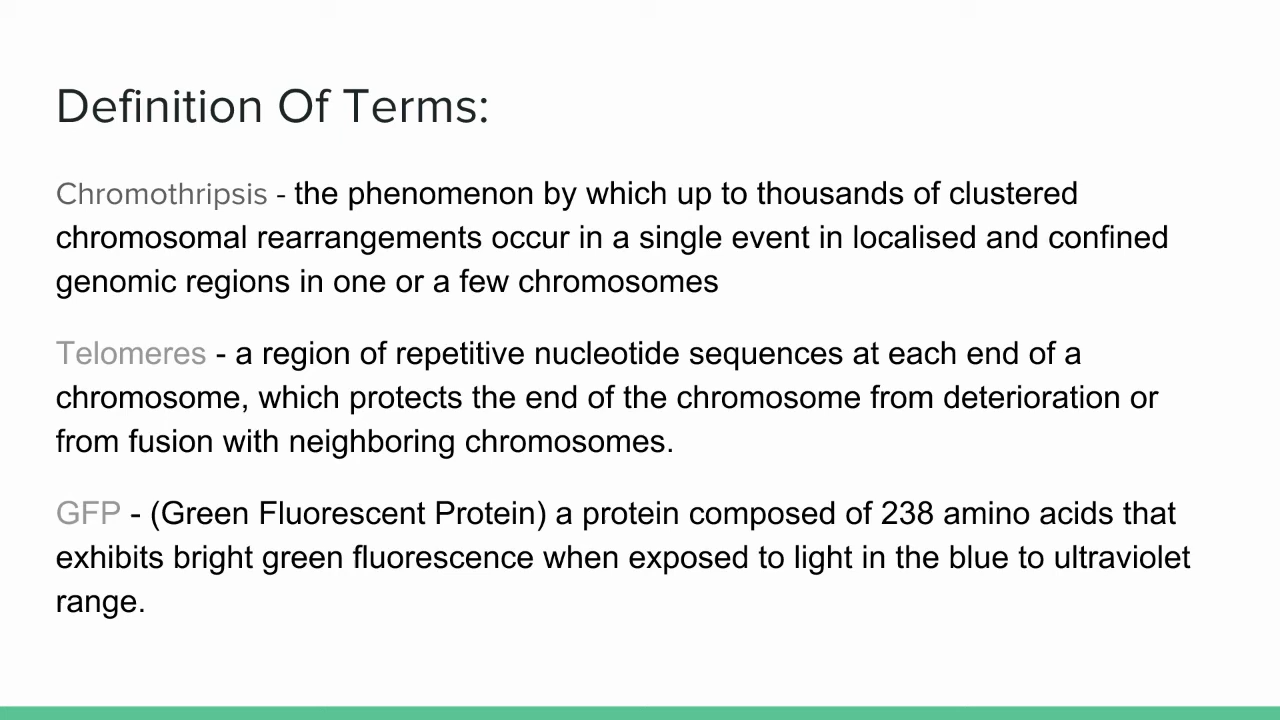 Definition Of Terms:
Chromothripsis - the phenomenon by which up to thousands of clustered
chromosomal rearrangements occur in a single event in localised and confined
genomic regions in one or a few chromosomes
Telomeres - a region of repetitive nucleotide sequences at each end of a
chromosome, which protects the end of the chromosome from deterioration or
from fusion with neighboring chromosomes.
GFP - (Green Fluorescent Protein) a protein composed of 238 amino acids that
exhibits bright green fluorescence when exposed to light in the blue to ultraviolet
range.